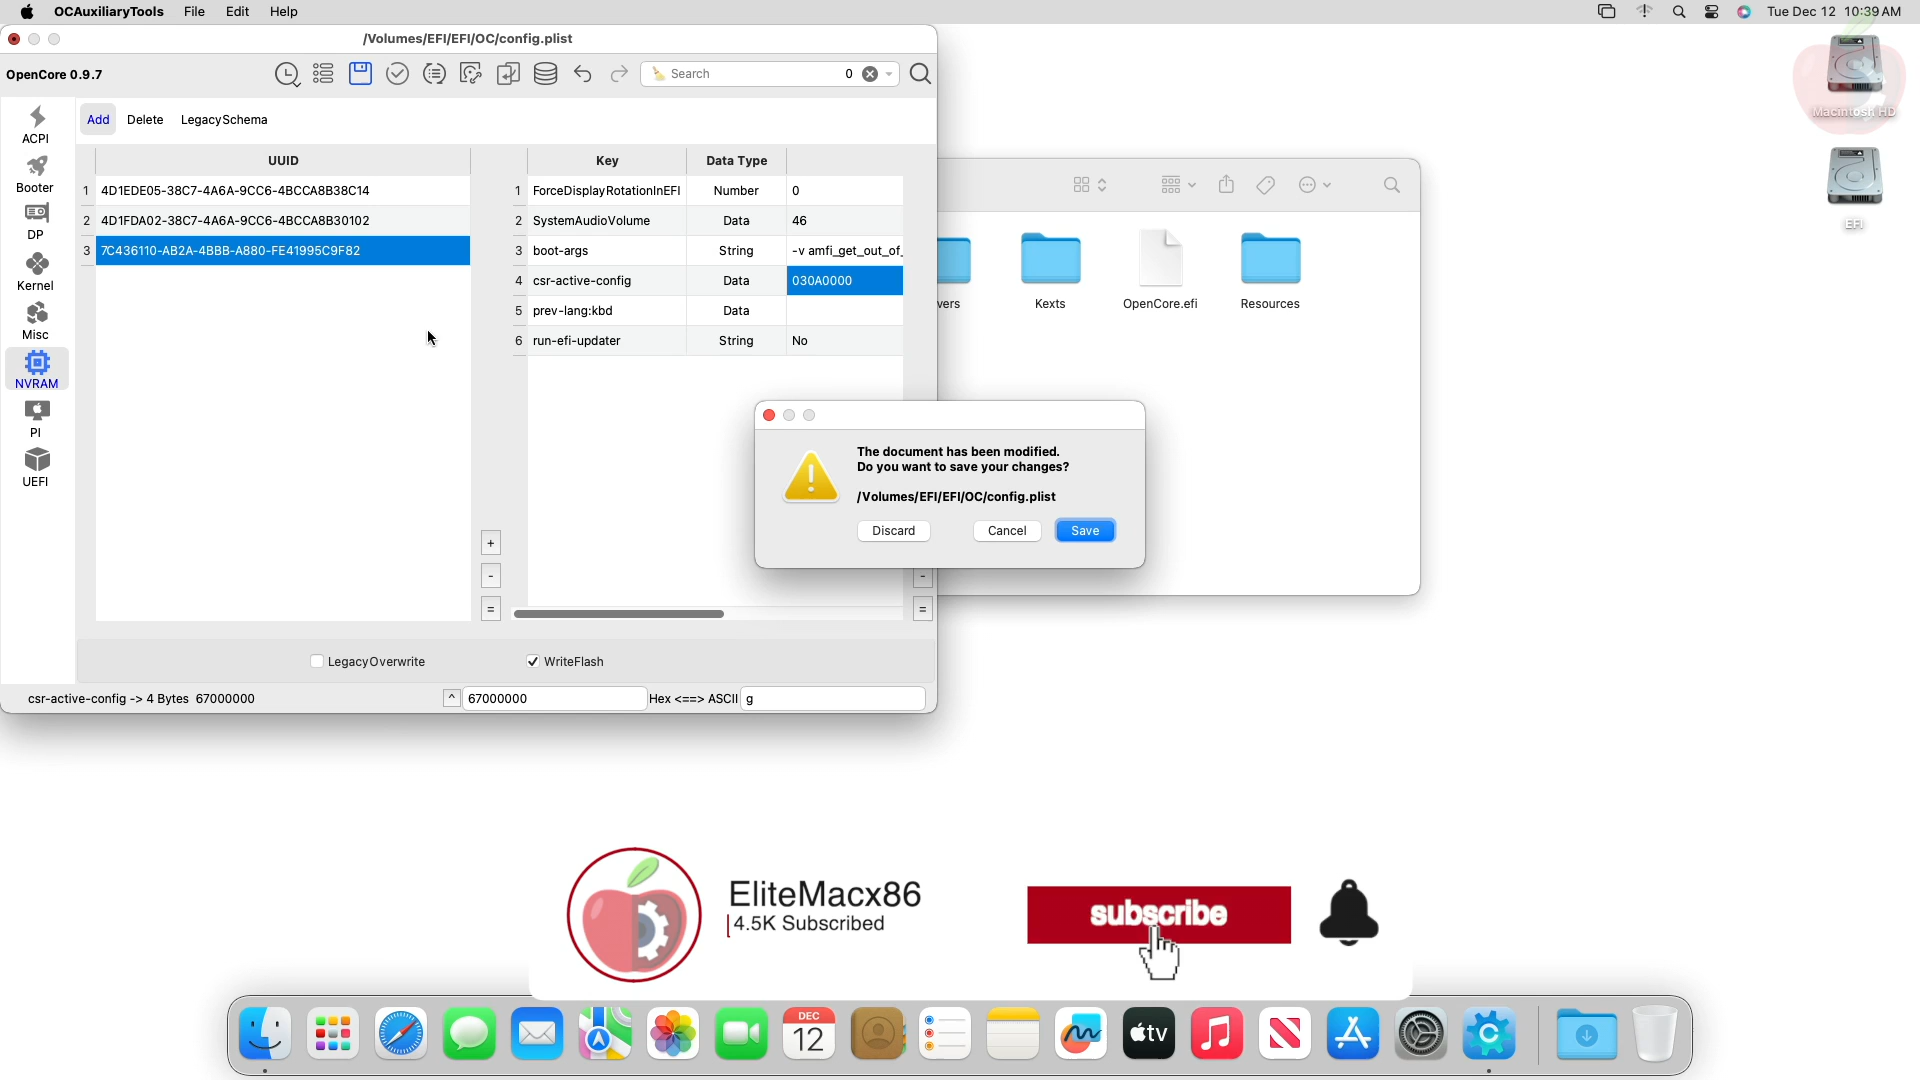 OCAuxiliaryTools File Edit Help
Tue Dec 12 10:39 AM
/Volumes/EFI/EFI/OC/config.plist
OpenCore 0.9.7
Search 0
Macintosh HD
EFI
ACPI
Booter
DP
Kernel
Misc
NVRAM
PI
UEFI
Add Delete LegacySchema
UUID
1 4D1EDE05-38C7-4A6A-9CC6-4BCCA8B38C14
2 4D1FDA02-38C7-4A6A-9CC6-4BCCA8B30102
3 7C436110-AB2A-4BBB-A880-FE41995C9F82
Key Data Type
1 ForceDisplayRotationInEFI Number 0
2 SystemAudioVolume Data 46
3 boot-args String -v amfi_get_out_of_
4 csr-active-config Data 030A0000
5 prev-lang:kbd Data
6 run-efi-updater String No
+
-
=
-
=
vers
Kexts
OpenCore.efi
Resources
The document has been modified.
Do you want to save your changes?
/Volumes/EFI/EFI/OC/config.plist
Discard Cancel Save
LegacyOverwrite WriteFlash
csr-active-config -> 4 Bytes 67000000 ^ 67000000 Hex <==> ASCII g
EliteMacx86
4.5K Subscribed
subscribe
DEC
12
tv